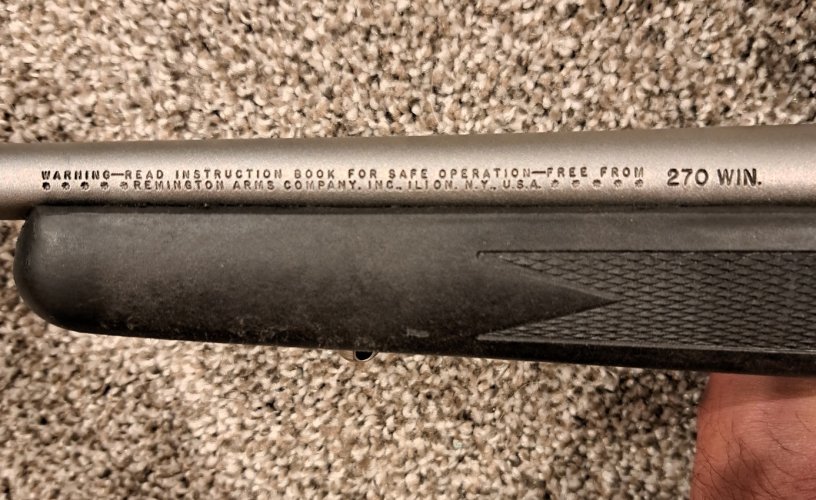 WARNING—READ INSTRUCTION BOOK FOR SAFE OPERATION—FREE FROM
REMINGTON ARMS COMPANY, INC., ILION, N.Y., U.S.A.
270 WIN.